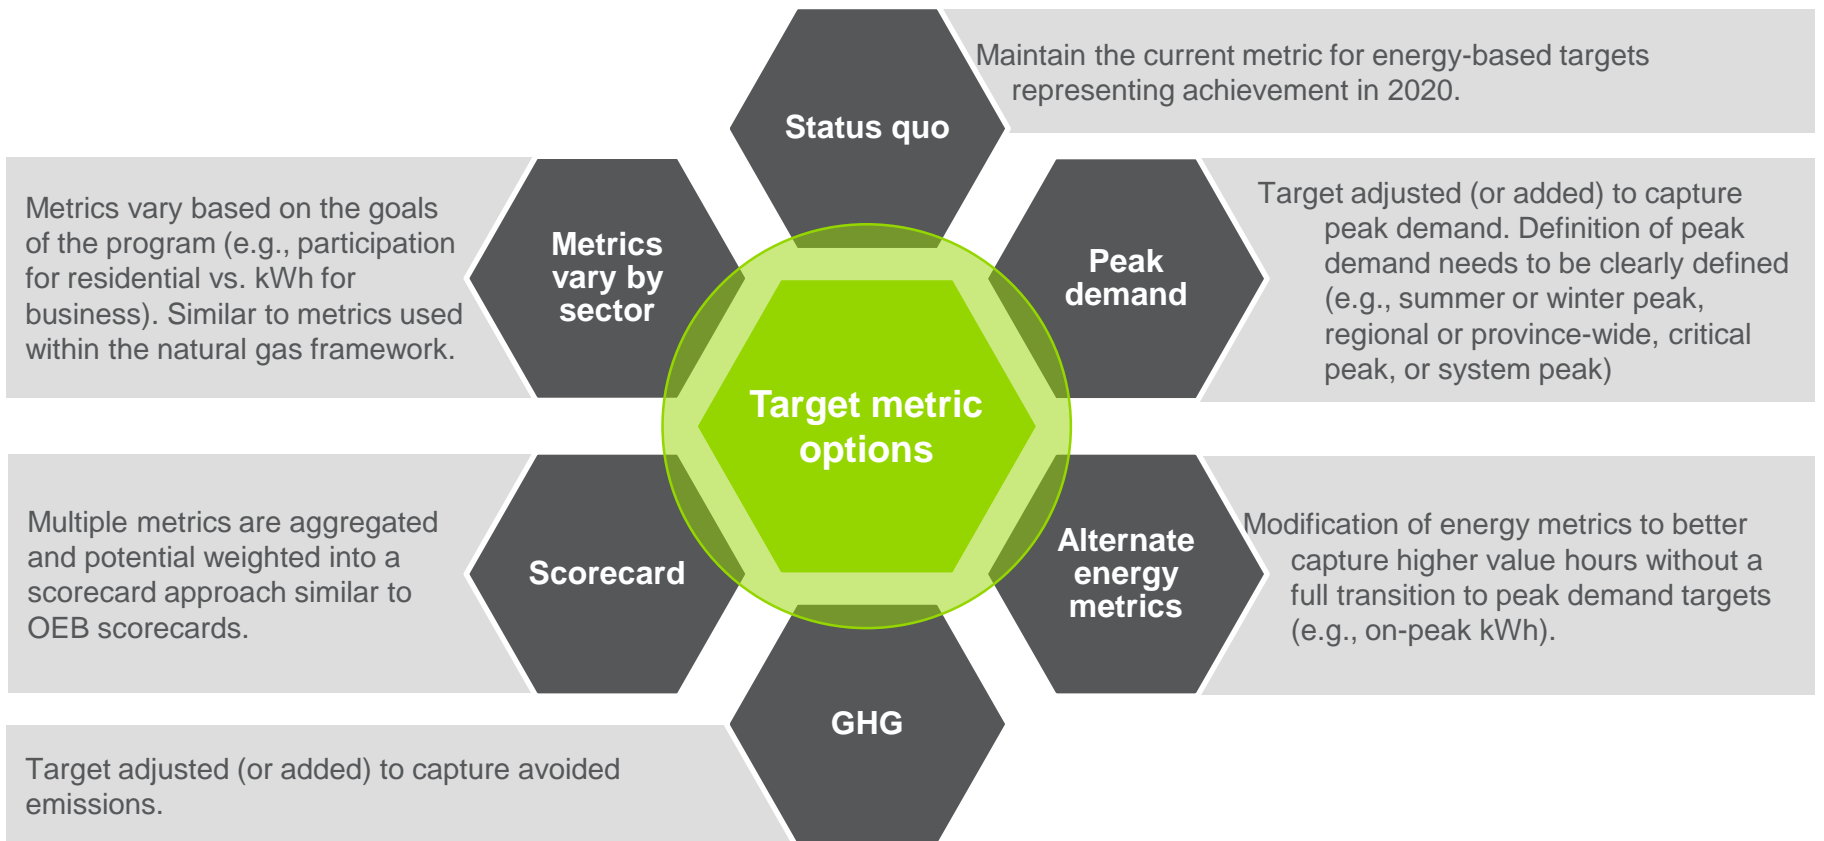 Status quo
Maintain the current metric for energy-based targets
representing achievement in 2020.
Metrics vary based on the goals
of the program (e.g., participation
for residential vs. kWh for
business). Similar to metrics used
within the natural gas framework.
Metrics
vary by
sector
Peak
demand
Target adjusted (or added) to capture
peak demand. Definition of peak
demand needs to be clearly defined
(e.g., summer or winter peak,
regional or province-wide, critical
peak, or system peak)
Target metric
options
Multiple metrics are aggregated
and potential weighted into a
scorecard approach similar to
OEB scorecards.
Scorecard
Alternate
energy
metrics
Modification of energy metrics to better
capture higher value hours without a
full transition to peak demand targets
(e.g., on-peak kWh).
GHG
Target adjusted (or added) to capture avoided
emissions.